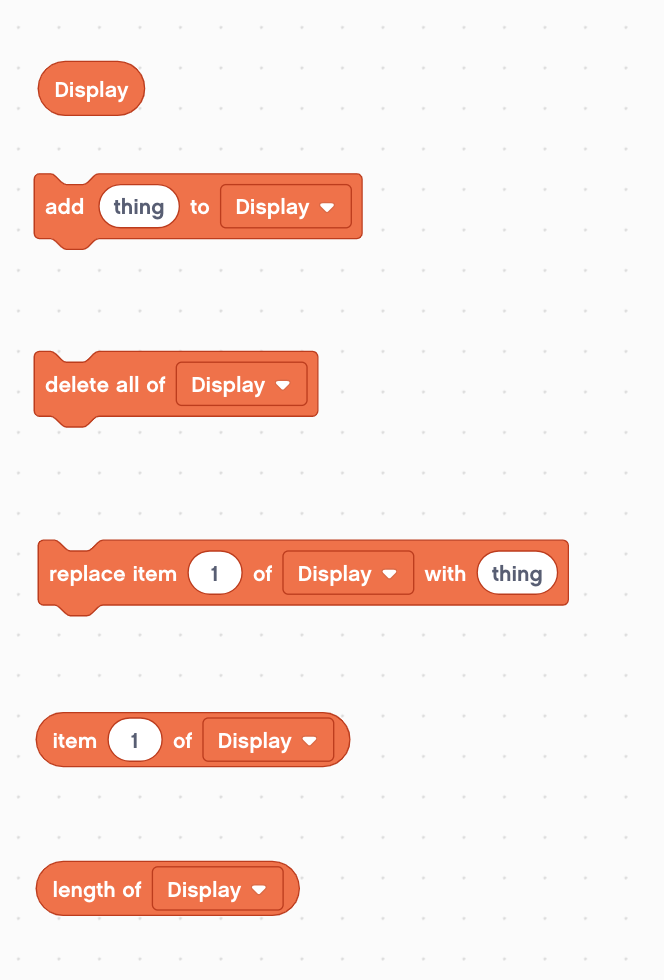 Display
add thing to Display
delete all of Display
replace item 1 of Display with thing
item 1 of Display
length of Display